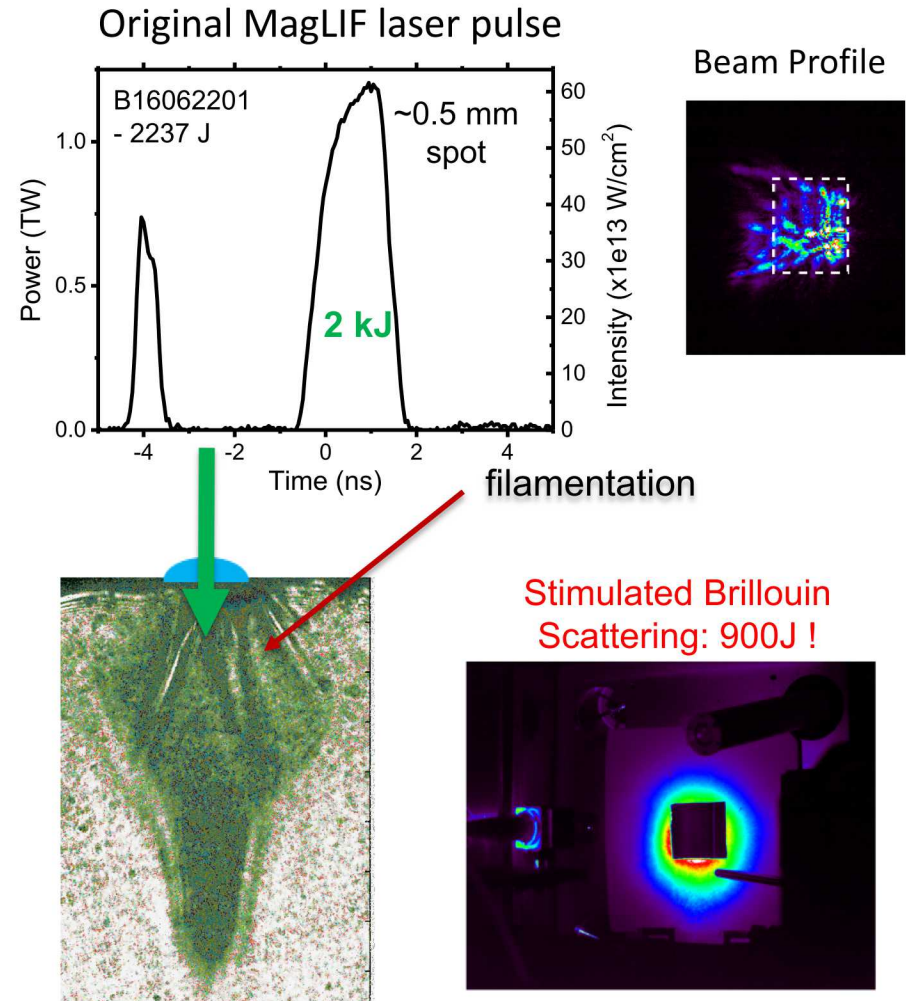 Original MagLIF laser pulse
B16062201
- 2237 J
~0.5 mm
spot
2 kJ
Power (TW)
1.0
0.5
0.0
Intensity (x1e13 W/cm²)
60
50
40
30
20
10
0
-4
-2
0
2
4
Time (ns)
Beam Profile
filamentation
Stimulated Brillouin
Scattering: 900J !